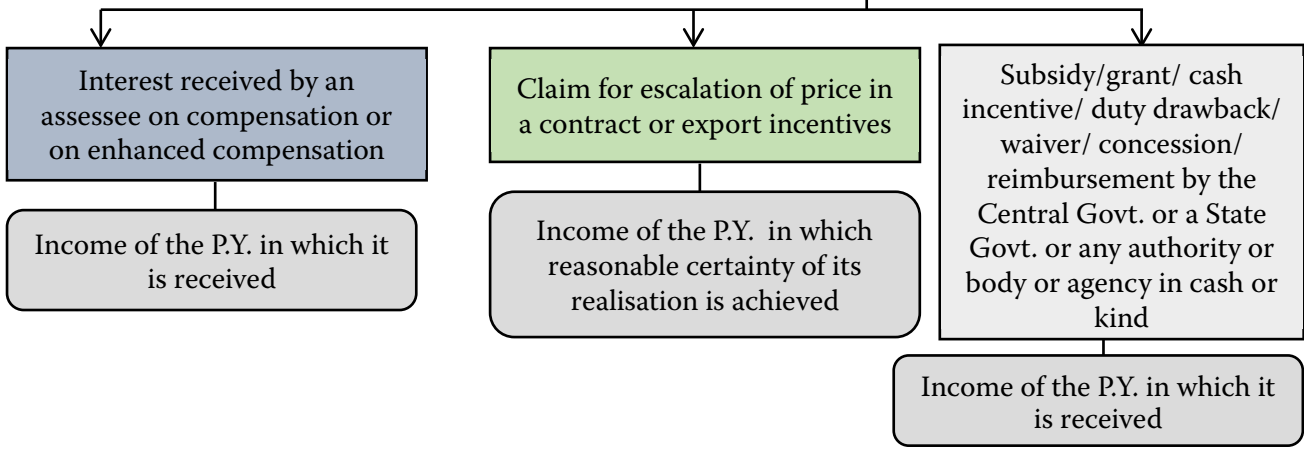 Interest received by an
assessee on compensation or
on enhanced compensation
Income of the P.Y. in which it
is received
Claim for escalation of price in
a contract or export incentives
Income of the P.Y. in which
reasonable certainty of its
realisation is achieved
Subsidy/grant/ cash
incentive/ duty drawback/
waiver/ concession/
reimbursement by the
Central Govt. or a State
Govt. or any authority or
body or agency in cash or
kind
Income of the P.Y. in which it
is received